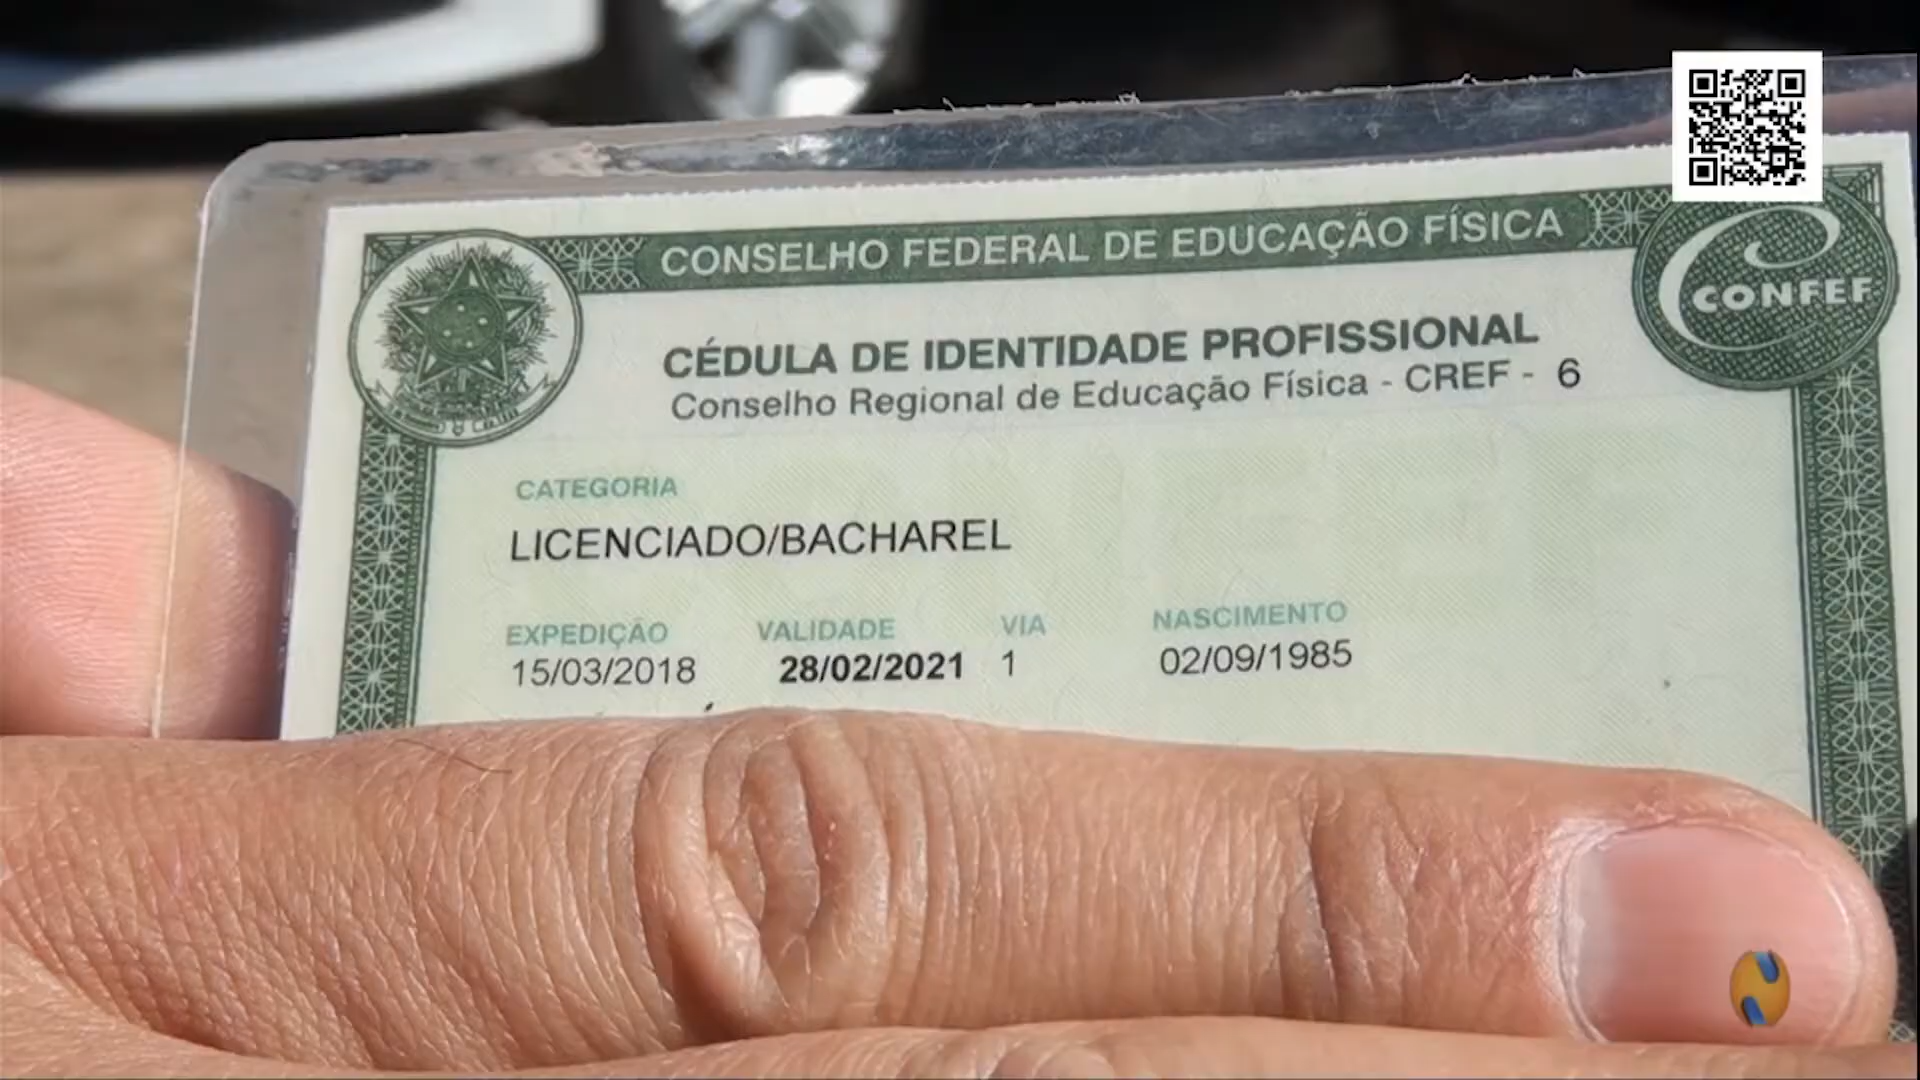 CONSELHO FEDERAL DE EDUCAÇÃO FÍSICA
CONFEF
CÉDULA DE IDENTIDADE PROFISSIONAL
Conselho Regional de Educação Física - CREF - 6
CATEGORIA
LICENCIADO/BACHAREL
EXPEDIÇÃO VALIDADE VIA NASCIMENTO
15/03/2018 28/02/2021 1 02/09/1985